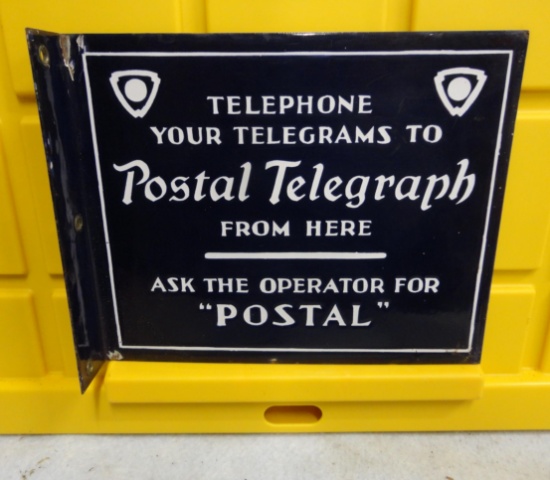 TELEPHONE
YOUR TELEGRAMS TO
Postal Telegraph
FROM HERE
ASK THE OPERATOR FOR
"POSTAL"